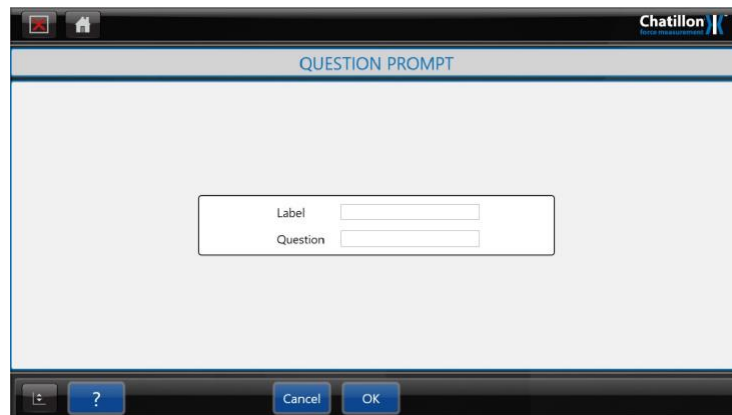 Chatillon
force measurement
QUESTION PROMPT
Label
Question
?
Cancel OK